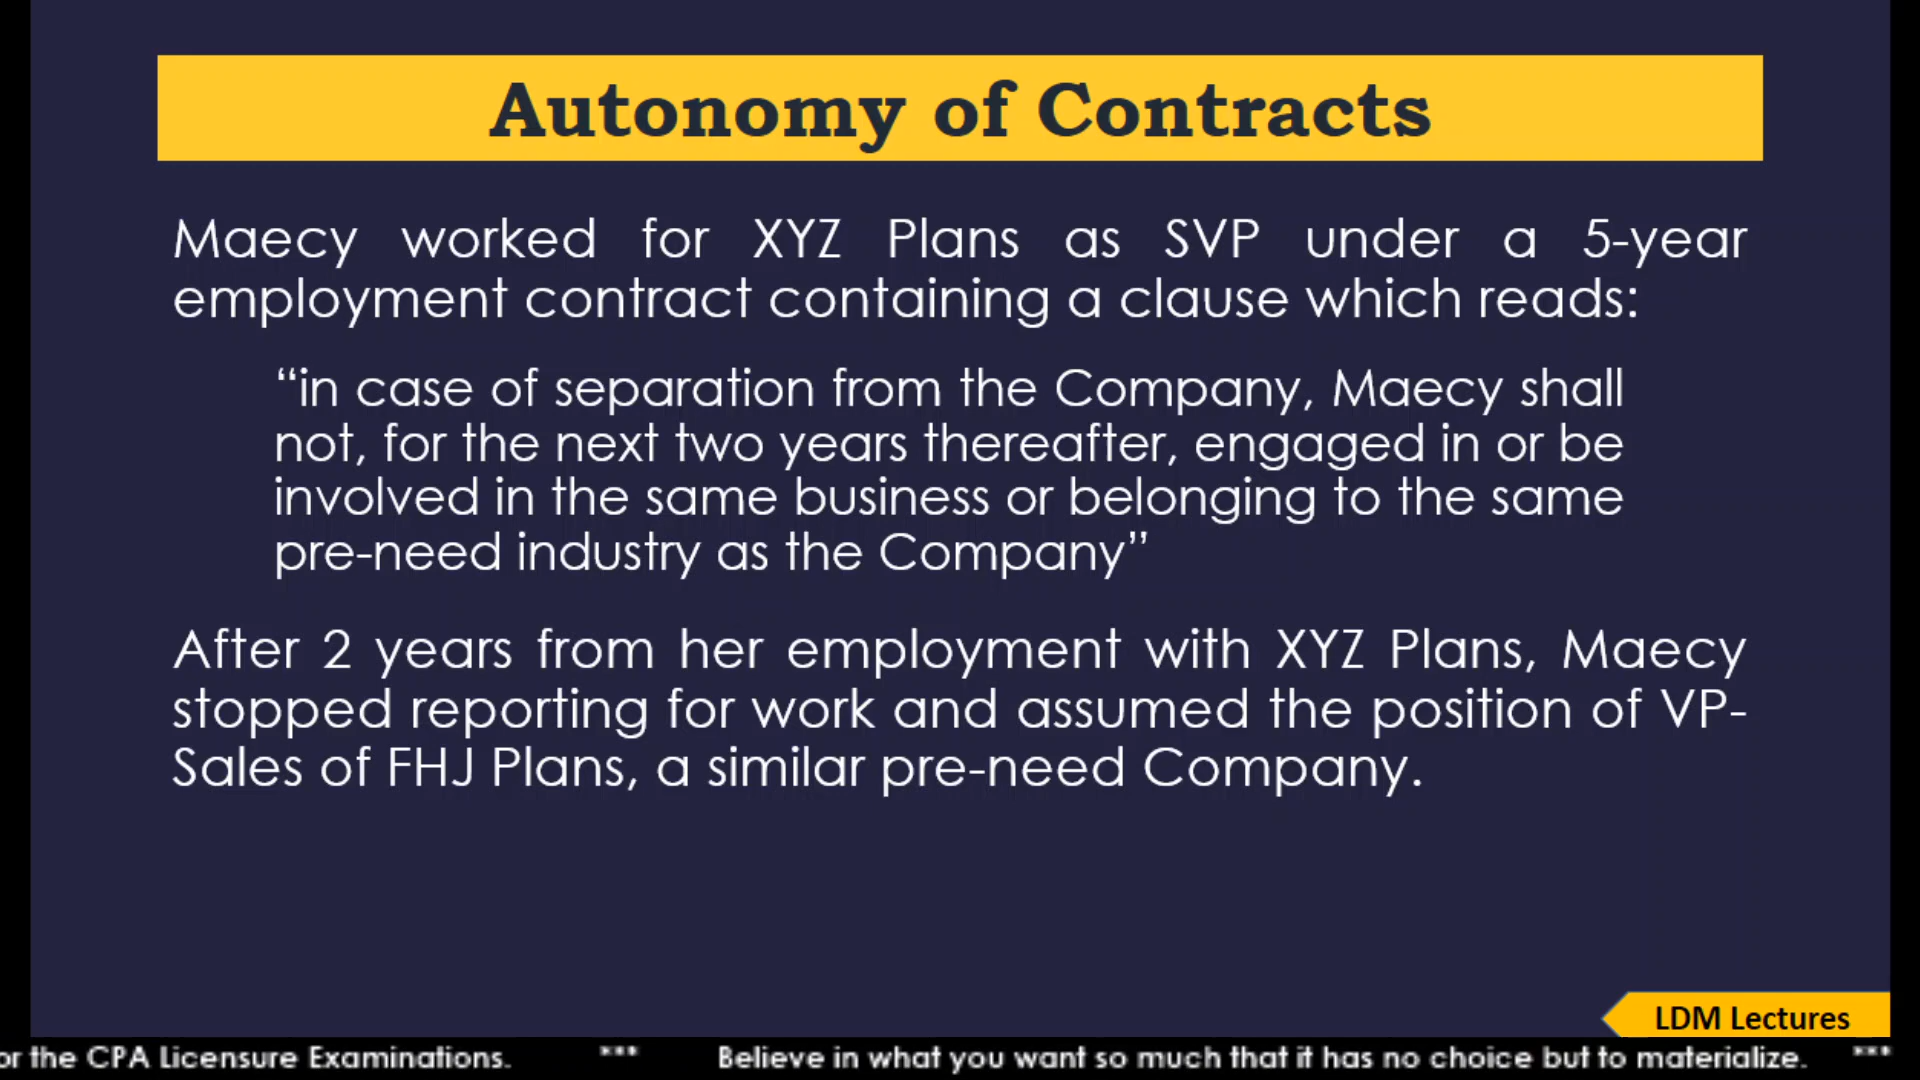 Autonomy of Contracts
Maecy worked for XYZ Plans as SVP under a 5-year
employment contract containing a clause which reads:
“in case of separation from the Company, Maecy shall
not, for the next two years thereafter, engaged in or be
involved in the same business or belonging to the same
pre-need industry as the Company”
After 2 years from her employment with XYZ Plans, Maecy
stopped reporting for work and assumed the position of VP-
Sales of FHJ Plans, a similar pre-need Company.
LDM Lectures
or the CPA Licensure Examinations. *** Believe in what you want so much that it has no choice but to materialize. ***